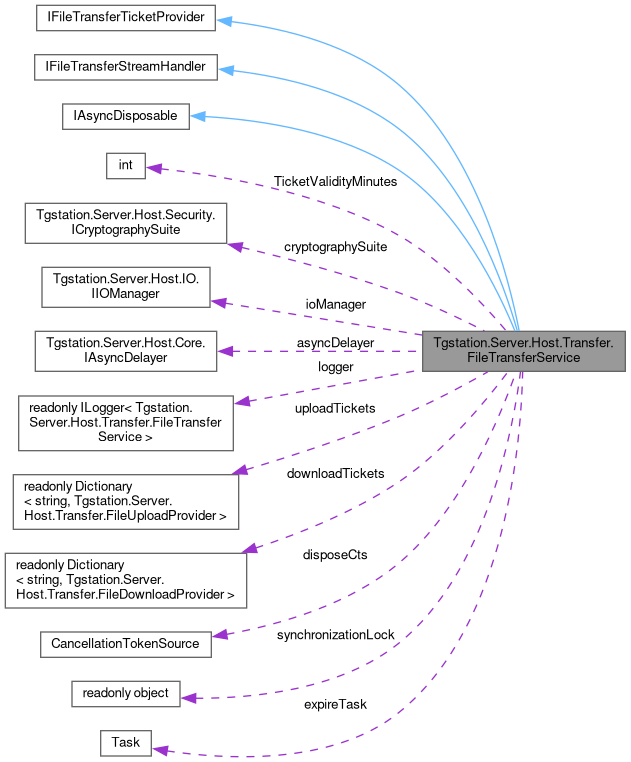 IFileTransferTicketProvider
IFileTransferStreamHandler
IAsyncDisposable
int
TicketValidityMinutes
Tgstation.Server.Host.Security.
ICryptographySuite
cryptographySuite
Tgstation.Server.Host.IO.
IIOManager
ioManager
Tgstation.Server.Host.Core.
IAsyncDelayer
asyncDelayer
Tgstation.Server.Host.Transfer.
FileTransferService
logger
readonly ILogger< Tgstation.
Server.Host.Transfer.FileTransfer
Service >
uploadTickets
readonly Dictionary
< string, Tgstation.Server.
Host.Transfer.FileUploadProvider >
downloadTickets
readonly Dictionary
< string, Tgstation.Server.
Host.Transfer.FileDownloadProvider >
disposeCts
CancellationTokenSource
synchronizationLock
readonly object
expireTask
Task